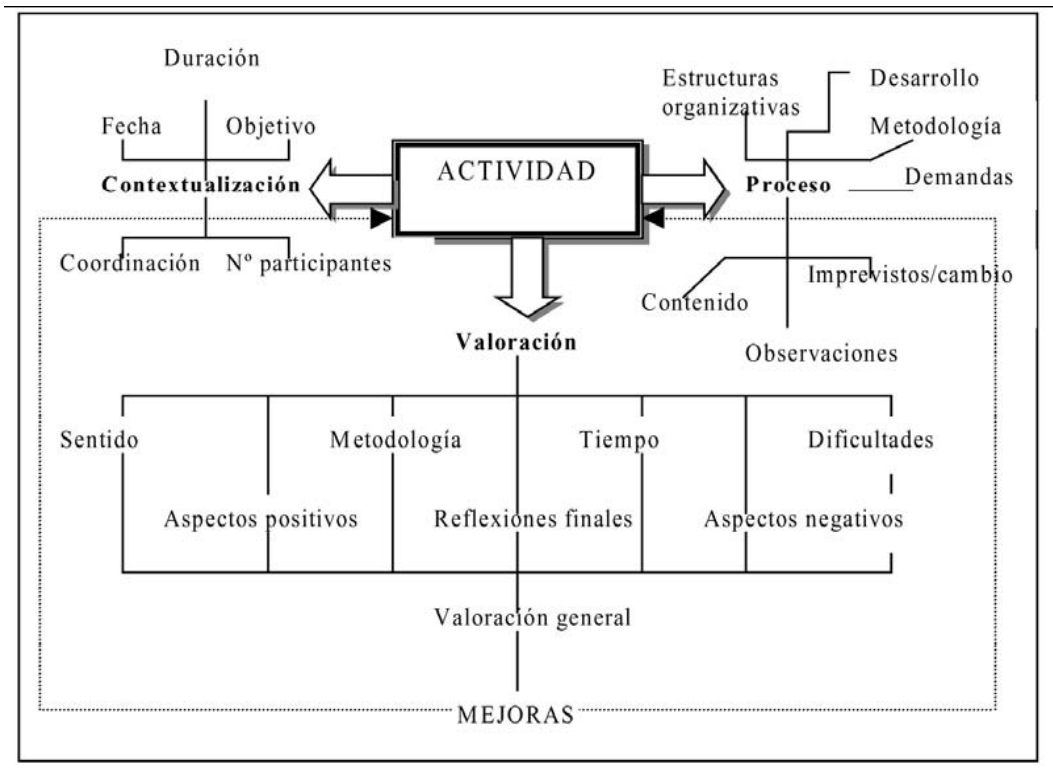 Duración
Fecha
Objetivo
Contextualización
Coordinación
Nº participantes
ACTIVIDAD
Estructuras
organizativas
Desarrollo
Metodología
Proceso
Demandas
Contenido
Imprevistos/cambio
Observaciones
Valoración
Sentido
Metodología
Tiempo
Dificultades
Aspectos positivos
Reflexiones finales
Aspectos negativos
Valoración general
MEJORAS